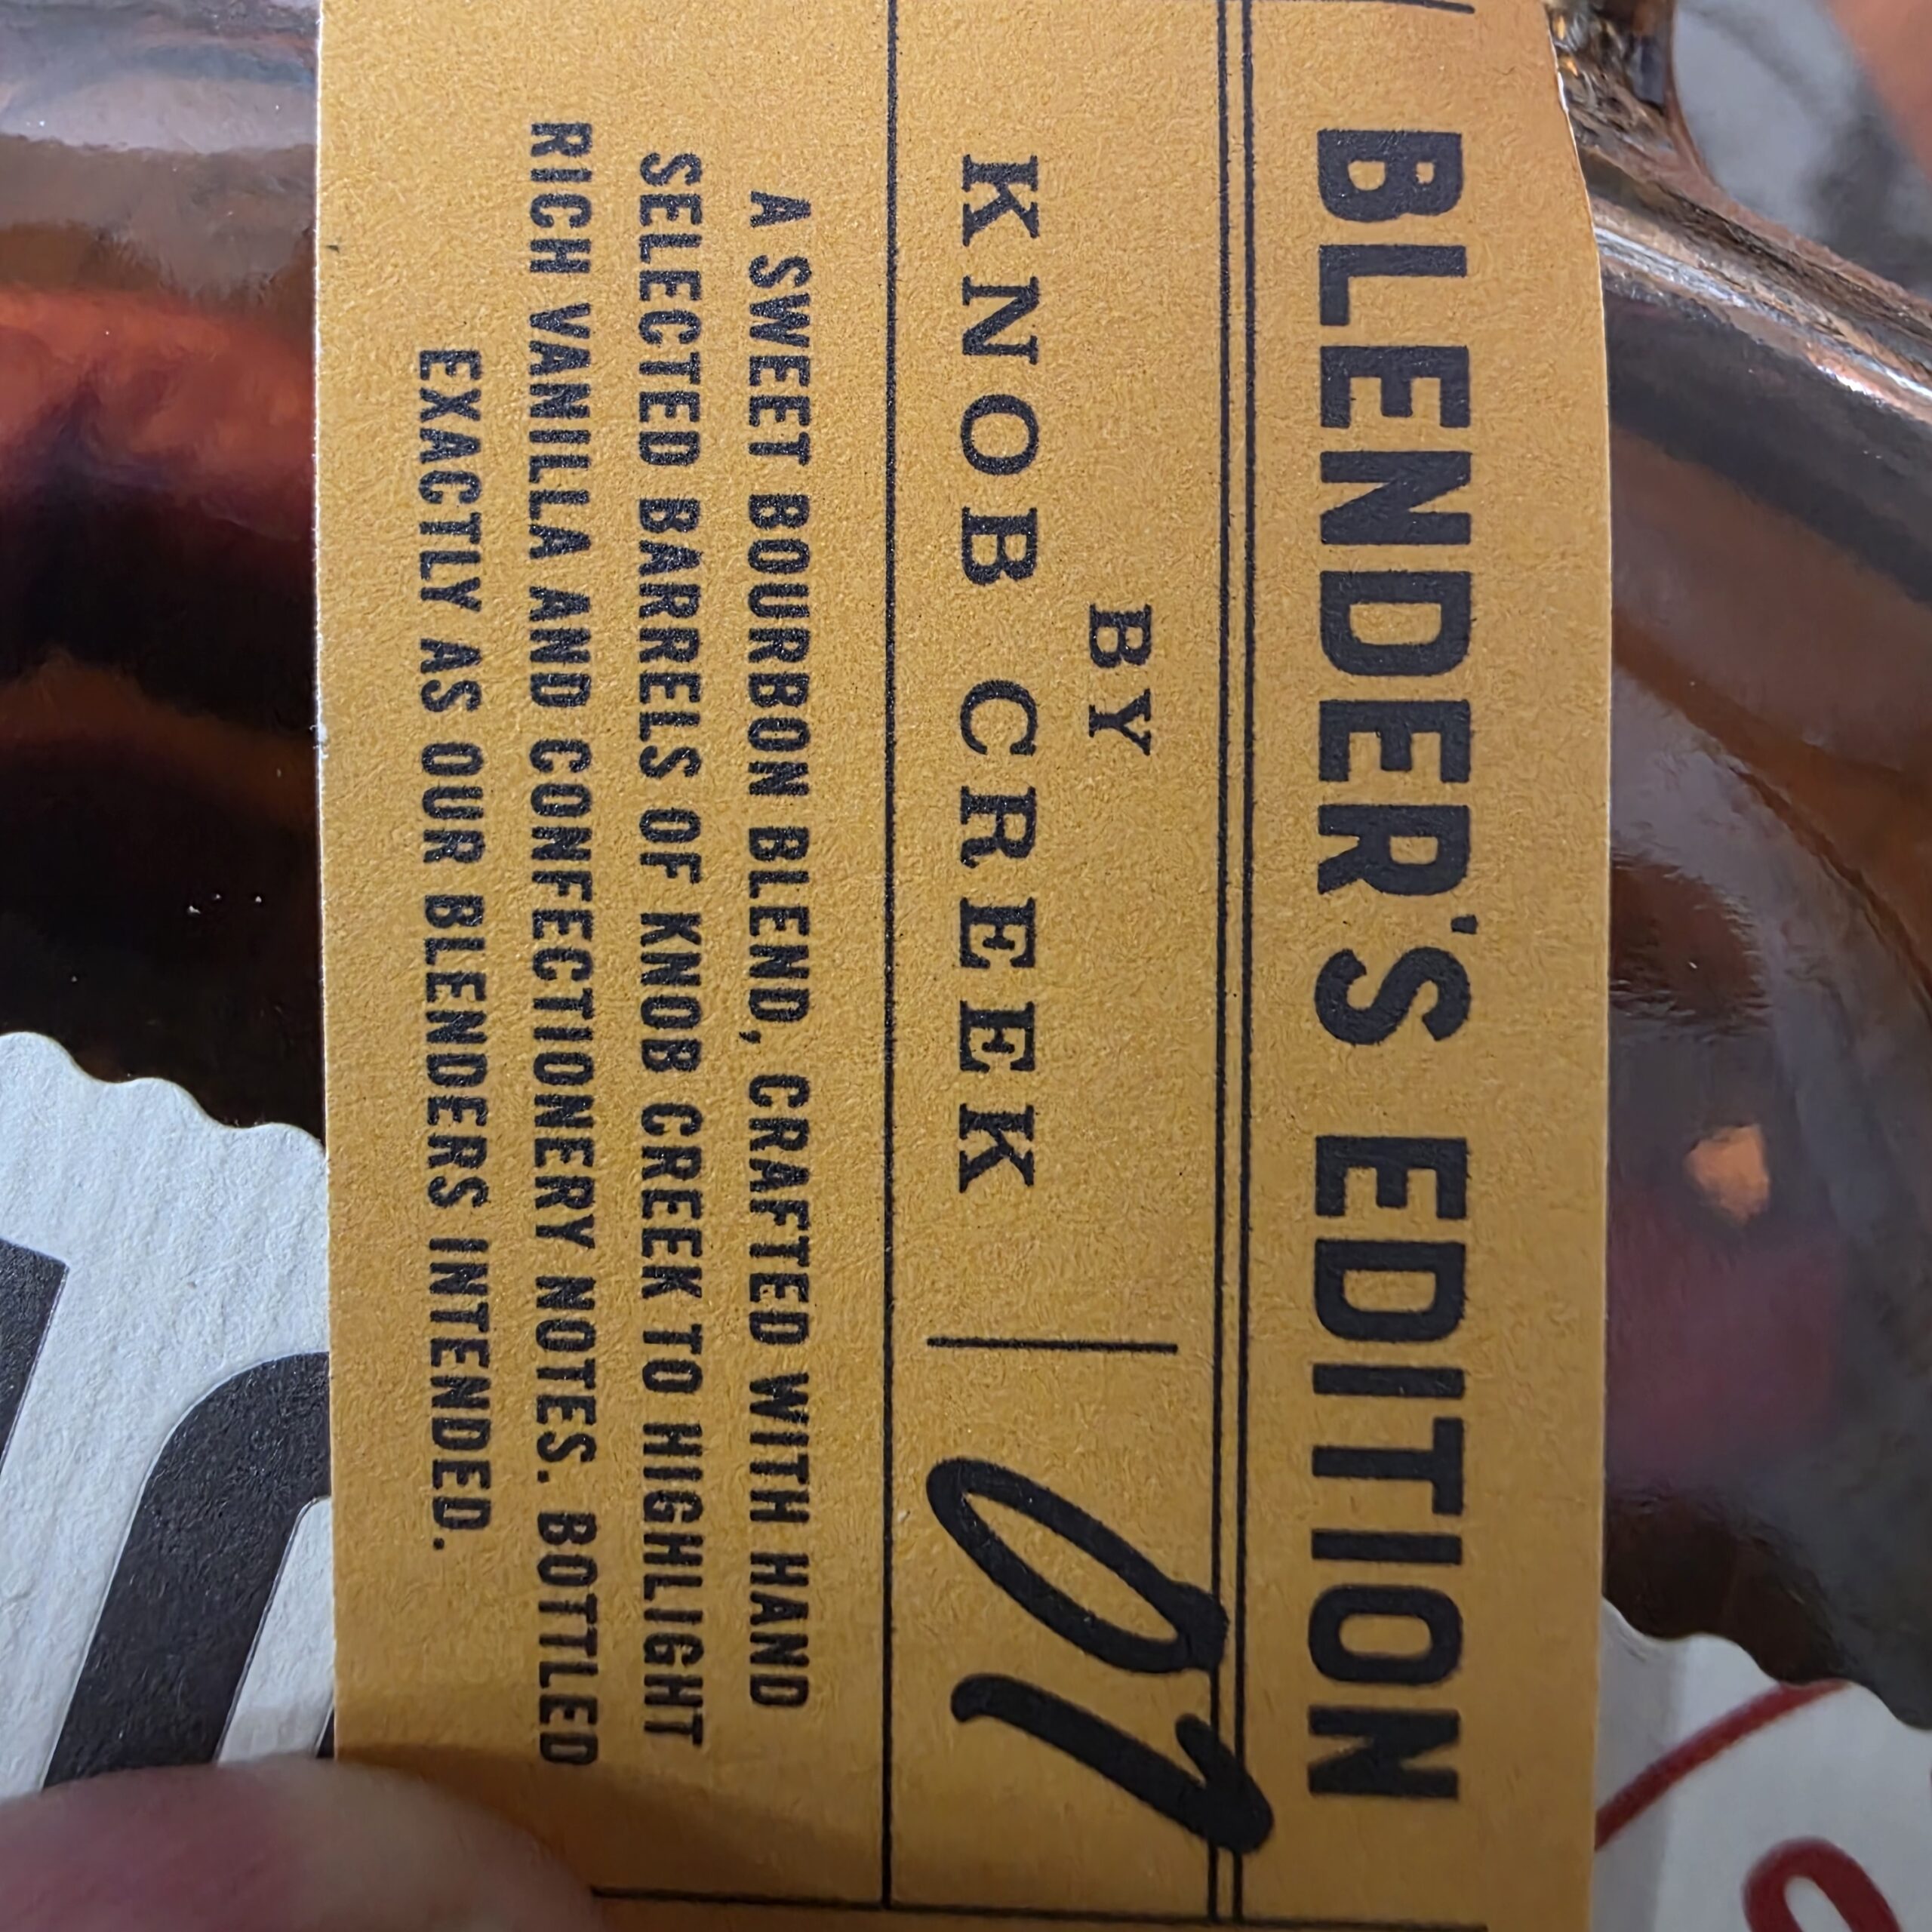 BLENDER'S EDITION
BY
KNOB CREEK
01
A SWEET BOURBON BLEND, CRAFTED WITH HAND
SELECTED BARRELS OF KNOB CREEK TO HIGHLIGHT
RICH VANILLA AND CONFECTIONERY NOTES. BOTTLED
EXACTLY AS OUR BLENDERS INTENDED.